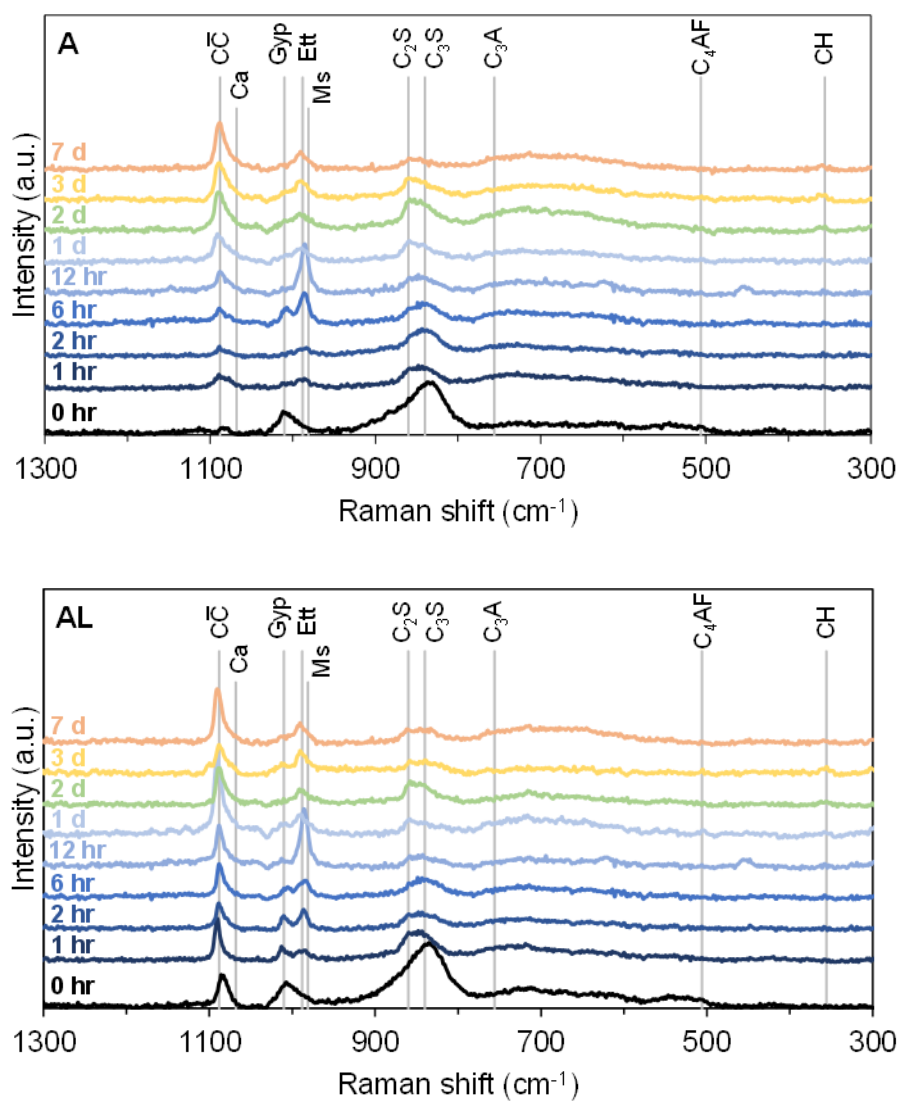 A
CC̅
Ca
Gyp
Ett
Ms
C₂S
C₃S
C₃A
C₄AF
CH
Intensity (a.u.)
7 d
3 d
2 d
1 d
12 hr
6 hr
2 hr
1 hr
0 hr
1300 1100 900 700 500 300
Raman shift (cm⁻¹)
AL
CC̅
Ca
Gyp
Ett
Ms
C₂S
C₃S
C₃A
C₄AF
CH
Intensity (a.u.)
7 d
3 d
2 d
1 d
12 hr
6 hr
2 hr
1 hr
0 hr
1300 1100 900 700 500 300
Raman shift (cm⁻¹)